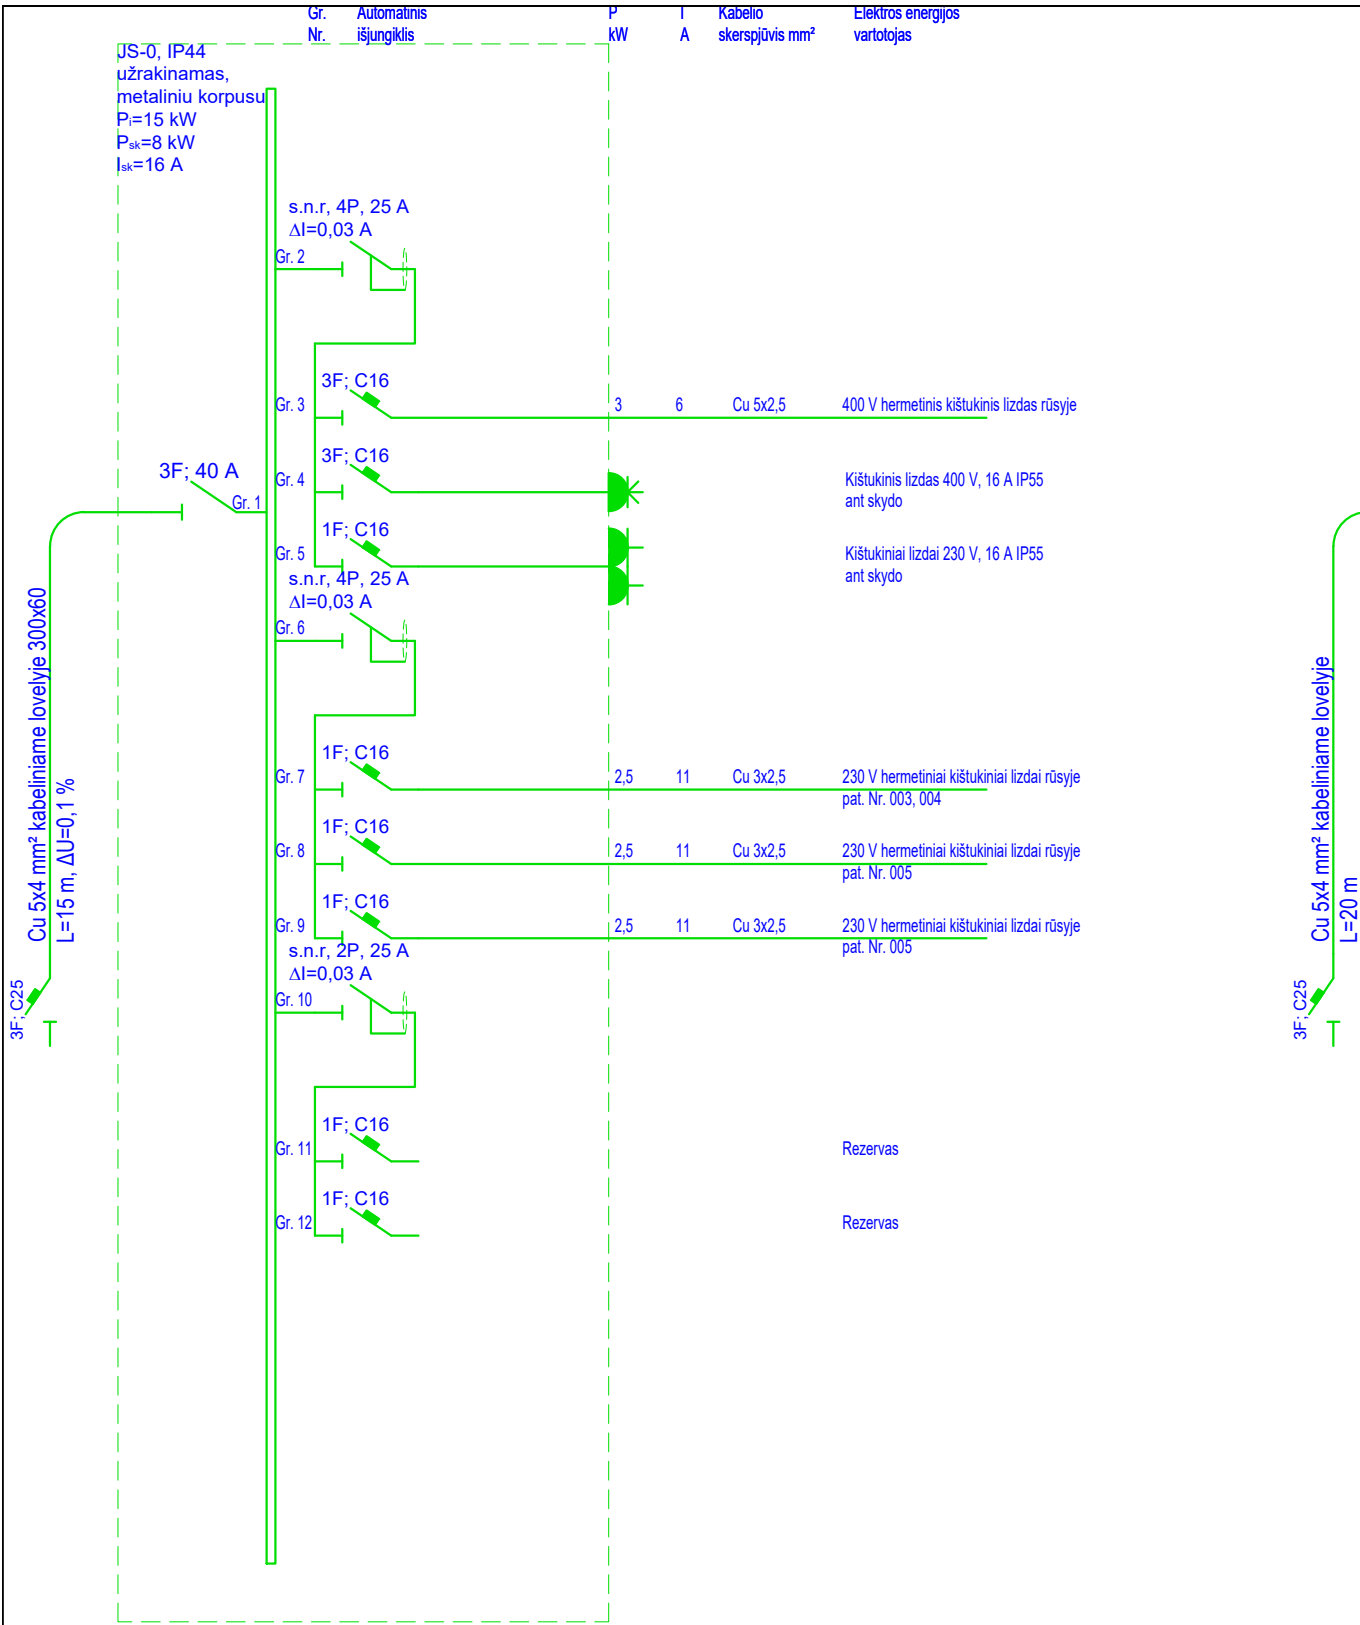 Gr. Automatinis P I Kabelio Elektros energijos
Nr. išjungiklis kW A skerspjūvis mm² vartotojas
JS-0, IP44
užrakinamas,
metaliniu korpusu
Pi=15 kW
Psk=8 kW
Isk=16 A
s.n.r, 4P, 25 A
ΔI=0,03 A
Gr. 2
3F; C16
Gr. 3 3 6 Cu 5x2,5 400 V hermetinis kištukinis lizdas rūsyje
3F; C16
Gr. 4 Kištukinis lizdas 400 V, 16 A IP55
ant skydo
3F; 40 A
Gr. 1
1F; C16
Gr. 5 Kištukiniai lizdai 230 V, 16 A IP55
ant skydo
s.n.r, 4P, 25 A
ΔI=0,03 A
Gr. 6
1F; C16
Gr. 7 2,5 11 Cu 3x2,5 230 V hermetiniai kištukiniai lizdai rūsyje
pat. Nr. 003, 004
1F; C16
Gr. 8 2,5 11 Cu 3x2,5 230 V hermetiniai kištukiniai lizdai rūsyje
pat. Nr. 005
1F; C16
Gr. 9 2,5 11 Cu 3x2,5 230 V hermetiniai kištukiniai lizdai rūsyje
pat. Nr. 005
s.n.r, 2P, 25 A
ΔI=0,03 A
Gr. 10
1F; C16
Gr. 11 Rezervas
1F; C16
Gr. 12 Rezervas
Cu 5x4 mm² kabeliniame lovelyje 300x60
L=15 m, ΔU=0,1 %
3F; C25
Cu 5x4 mm² kabeliniame lovelyje
L=20 m
3F; C25